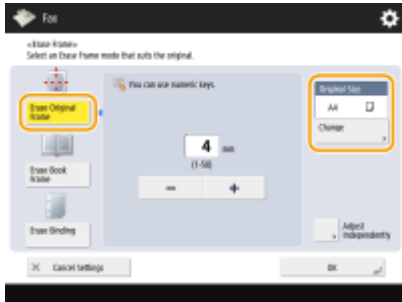 Fax
<Erase Frame>
Select an Erase Frame mode that suits the original.
Erase Original
Frame
You can use numeric keys.
Original Size
A4
Change
4 mm
(1-50)
Erase Book
Frame
− +
Erase Binding
Adjust
Independently
× Cancel Settings
OK